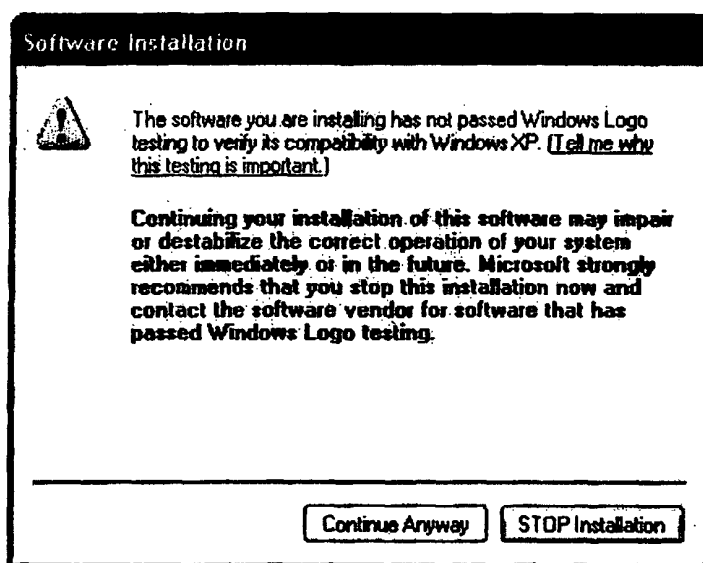 Software Installation
The software you are installing has not passed Windows Logo
testing to verify its compatibility with Windows XP. (Tell me why
this testing is important.)
Continuing your installation of this software may impair
or destabilize the correct operation of your system
either immediately or in the future. Microsoft strongly
recommends that you stop this installation now and
contact the software vendor for software that has
passed Windows Logo testing.
Continue Anyway
STOP Installation